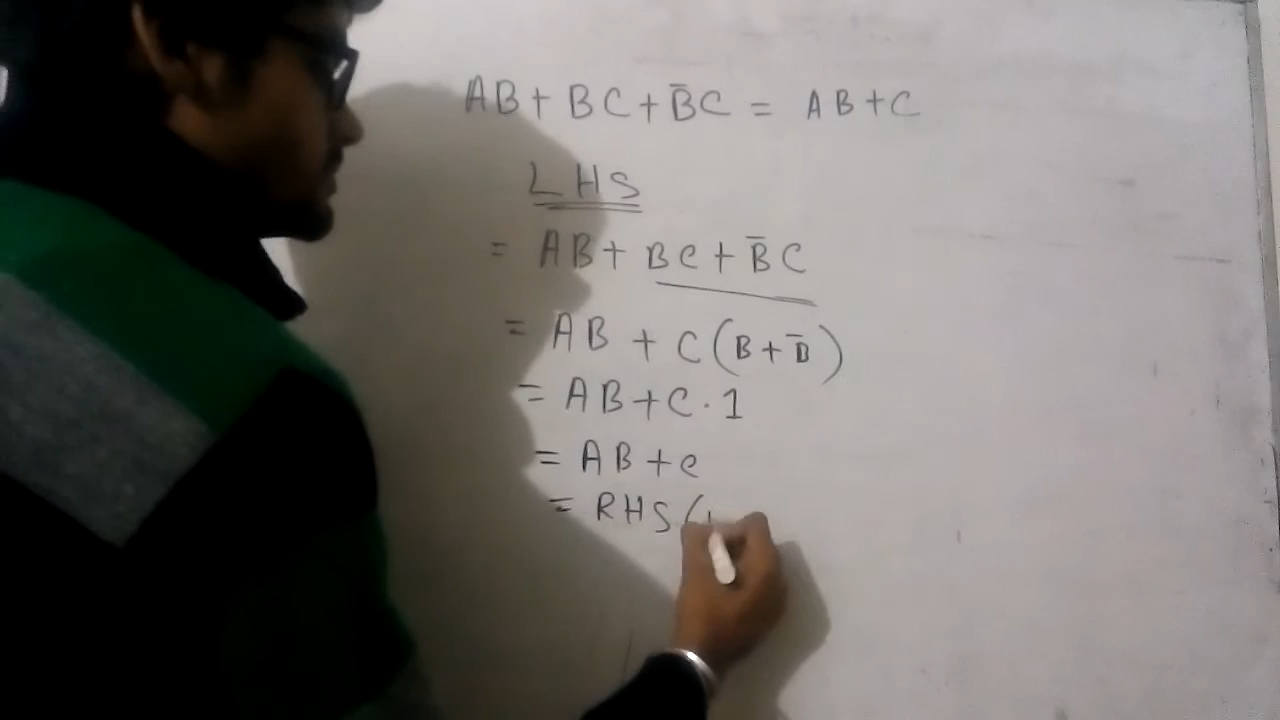 AB + BC + B̅C = AB + C
LHS
= AB + BC + B̅C
= AB + C(B + B̅)
= AB + C · 1
= AB + C
= RHS (